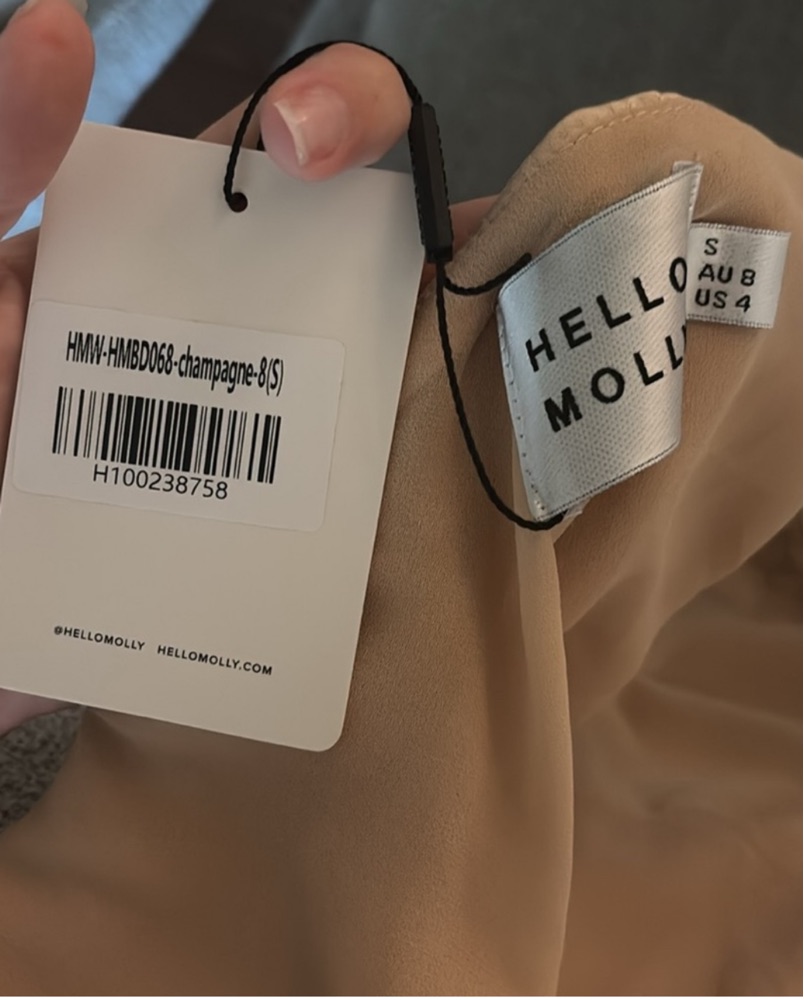 HMW-HMBD068-champagne-8(S)
H100238758
@HELLOMOLLY HELLOMOLLY.COM
HELLO
MOLL
S
AU 8
US 4